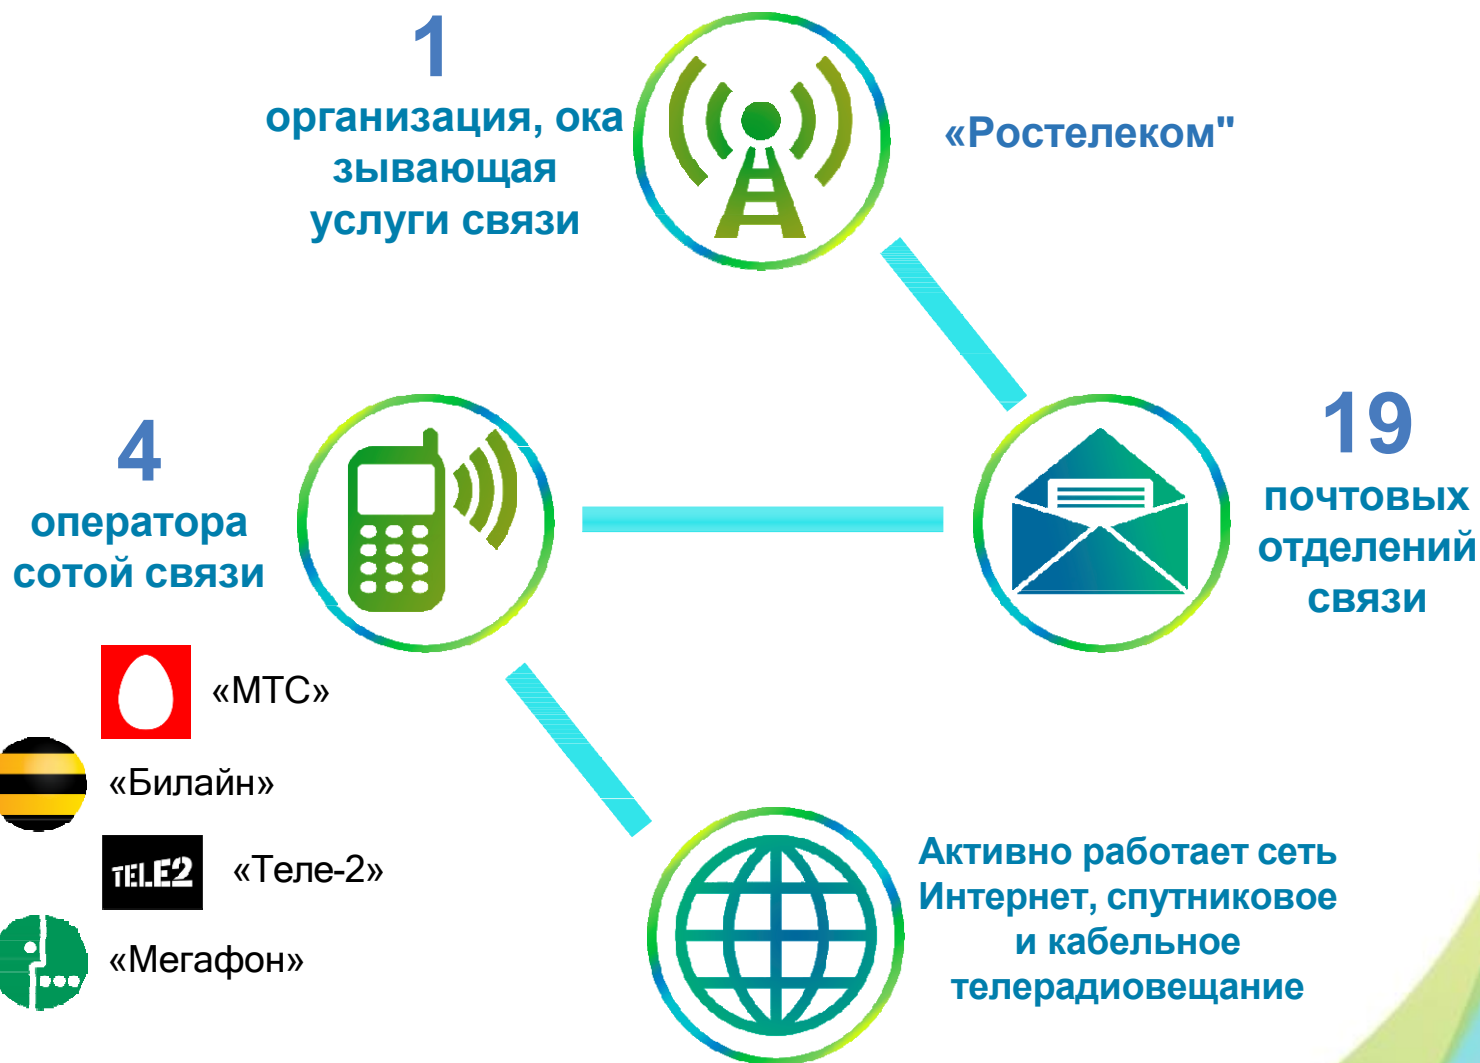 1
организация, ока
зывающая
услуги связи
«Ростелеком"
4
оператора
сотой связи
19
почтовых
отделений
связи
«МТС»
«Билайн»
TELE2
«Теле-2»
«Мегафон»
Активно работает сеть
Интернет, спутниковое
и кабельное
телерадиовещание